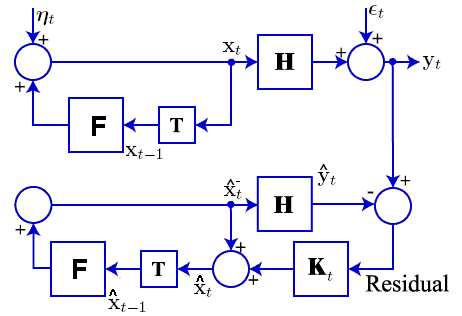 η_t
ϵ_t
+ + +
x_t H y_t
+
F T
x_{t−1}
x̂_t^- H ŷ_t - +
+ +
F T + K_t
x̂_{t−1} x̂_t Residual